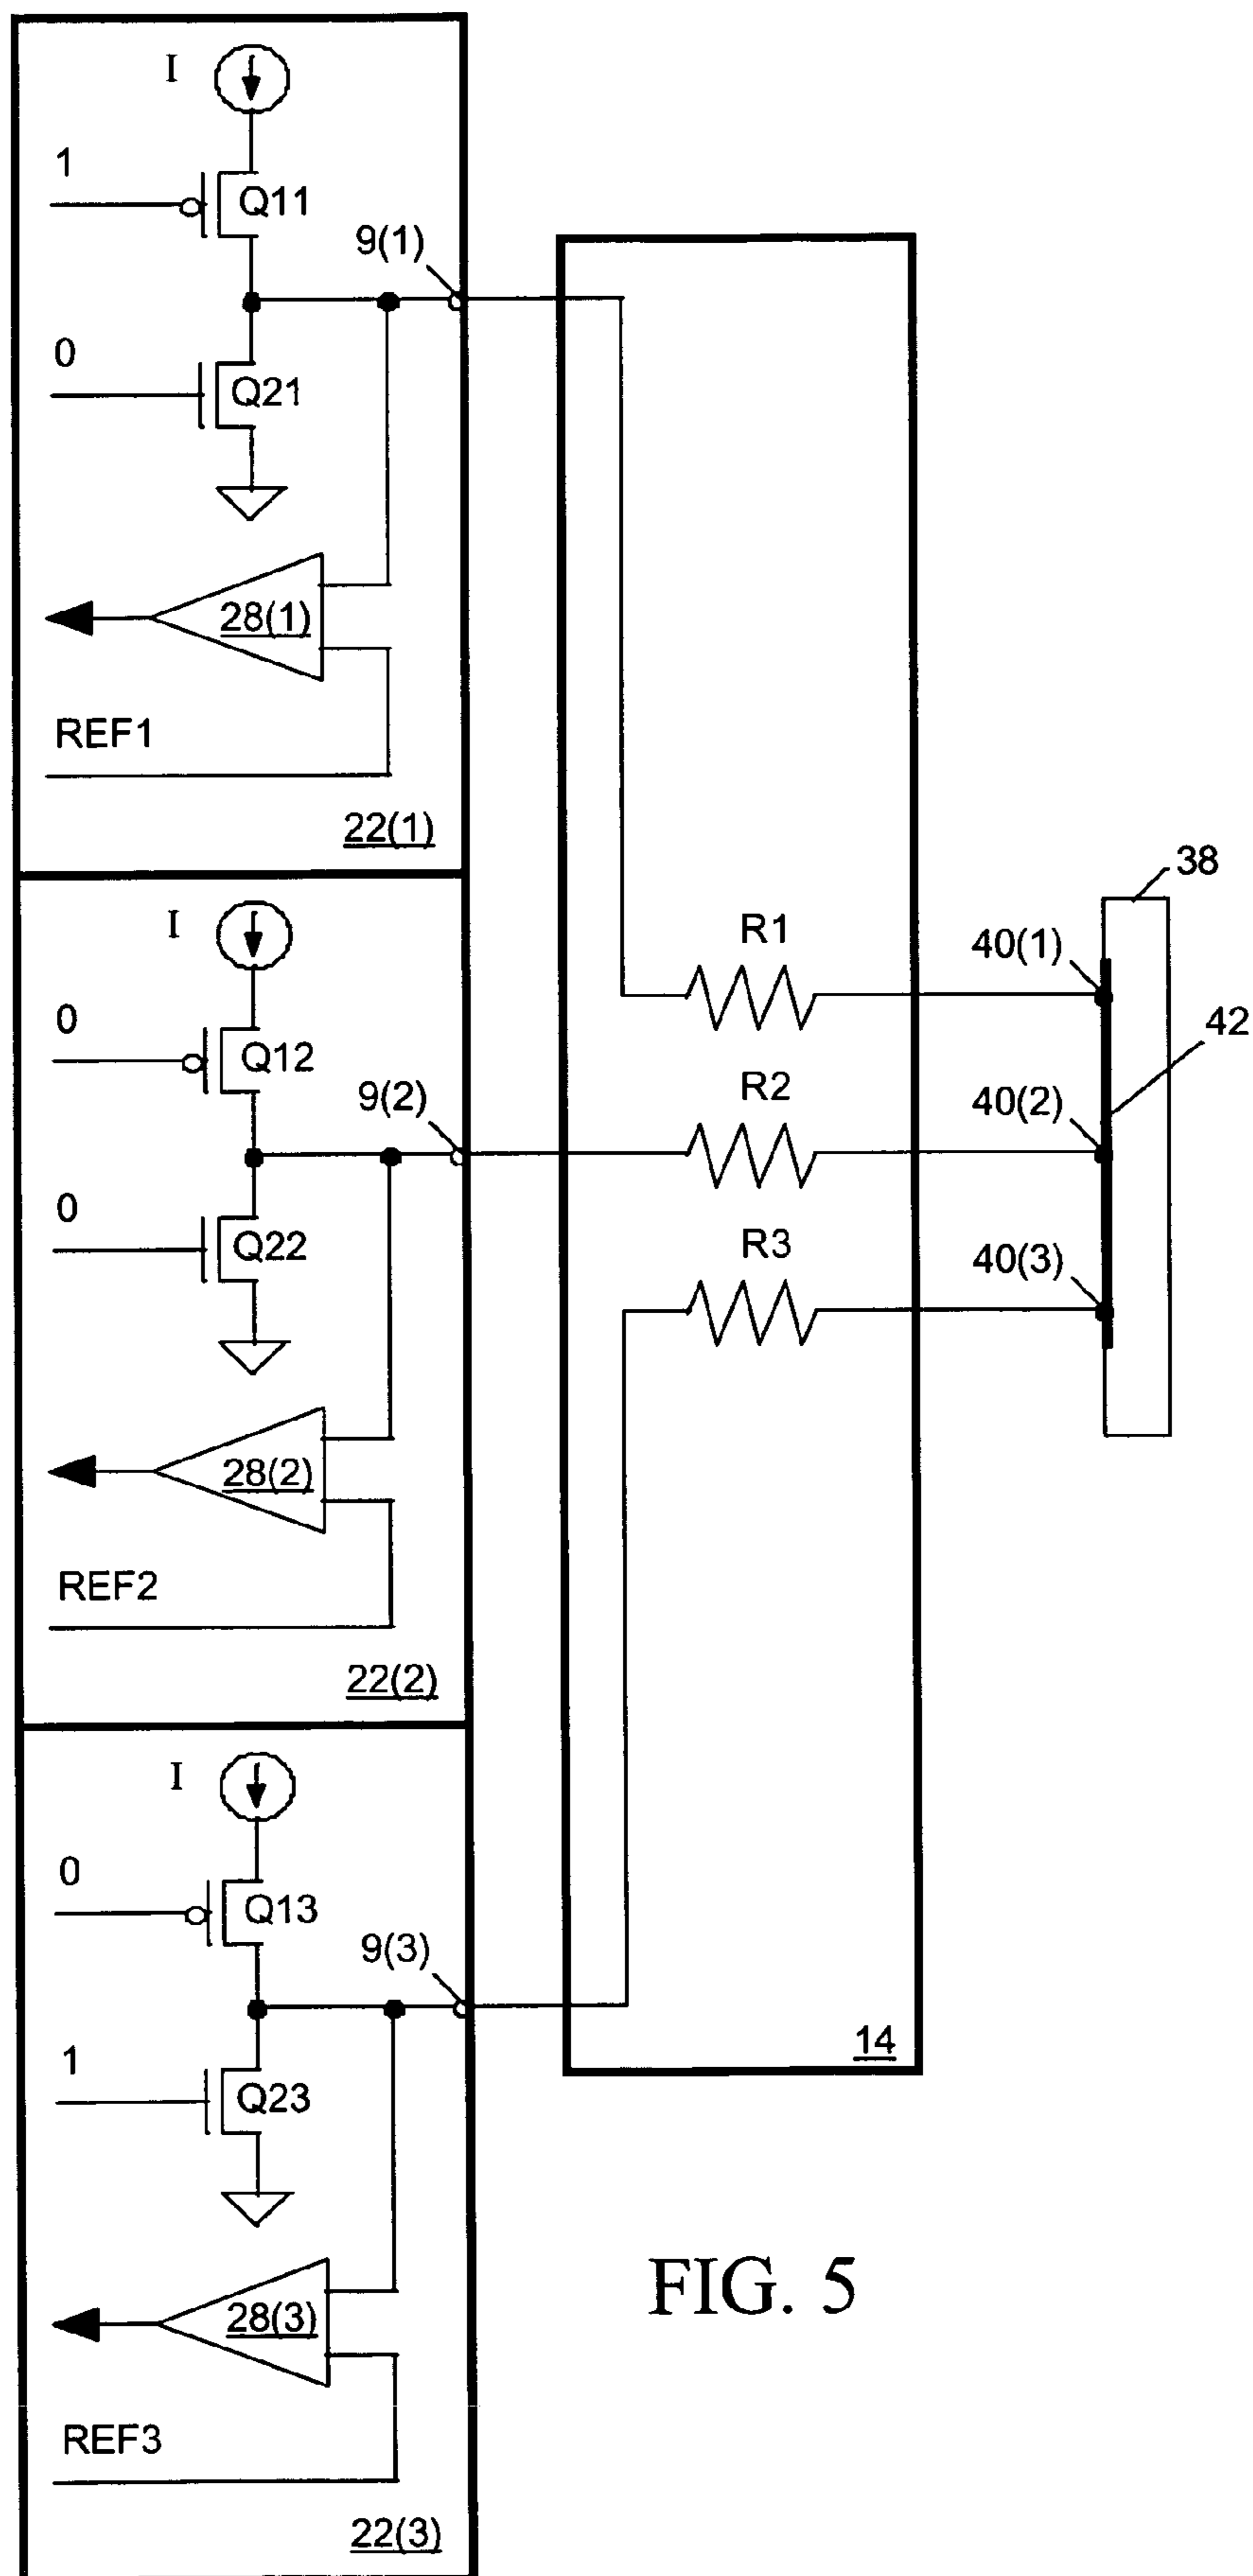 I
1
Q11
9(1)
0
Q21
28(1)
REF1
22(1)
38
I
R1
40(1)
42
0
Q12
9(2)
R2
40(2)
0
Q22
R3
40(3)
28(2)
REF2
22(2)
I
0
Q13
9(3)
14
1
Q23
FIG. 5
28(3)
REF3
22(3)